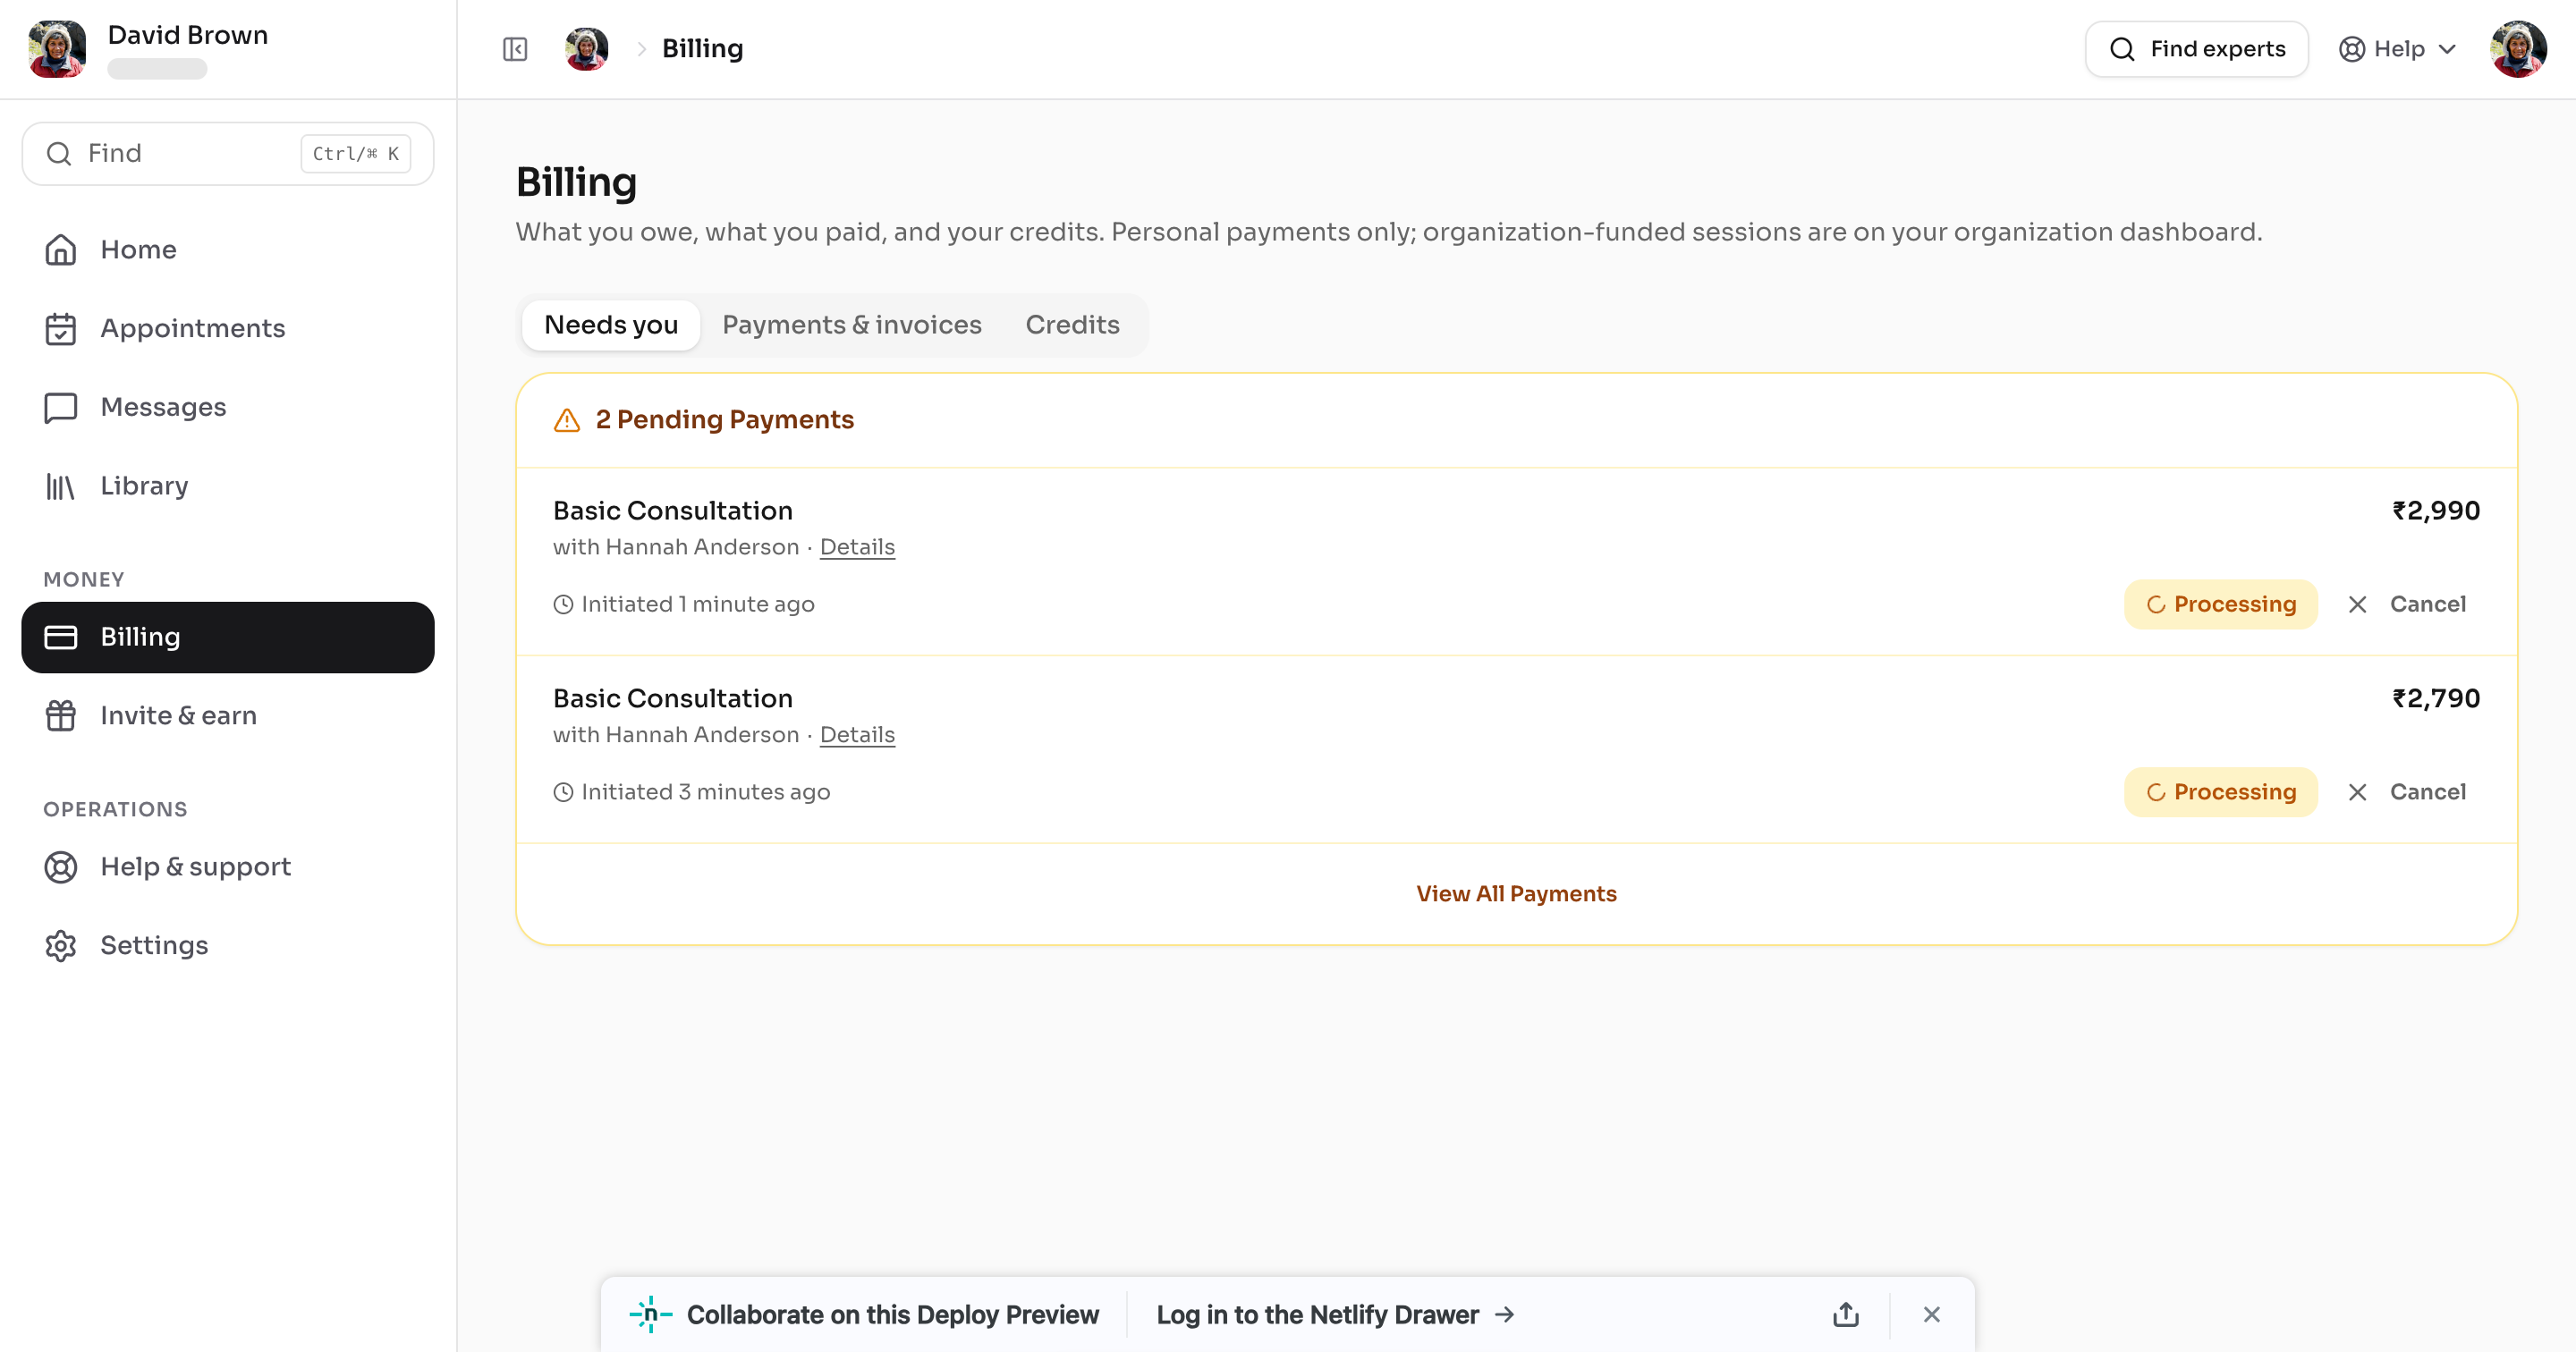 David Brown
Find
Ctrl/⌘ K
Home
Appointments
Messages
Library
MONEY
Billing
Invite & earn
OPERATIONS
Help & support
Settings
Billing
Find experts
Help
Billing
What you owe, what you paid, and your credits. Personal payments only; organization-funded sessions are on your organization dashboard.
Needs you
Payments & invoices
Credits
2 Pending Payments
Basic Consultation
₹2,990
with Hannah Anderson · Details
Initiated 1 minute ago
Processing
Cancel
Basic Consultation
₹2,790
with Hannah Anderson · Details
Initiated 3 minutes ago
Processing
Cancel
View All Payments
Collaborate on this Deploy Preview
Log in to the Netlify Drawer →